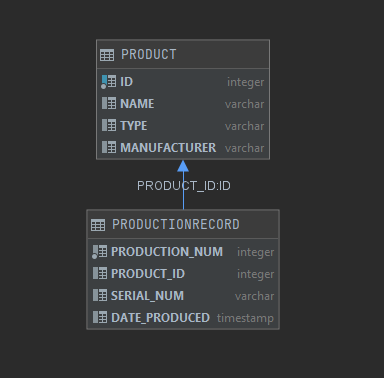 PRODUCT
ID integer
NAME varchar
TYPE varchar
MANUFACTURER varchar
PRODUCT_ID:ID
PRODUCTIONRECORD
PRODUCTION_NUM integer
PRODUCT_ID integer
SERIAL_NUM varchar
DATE_PRODUCED timestamp